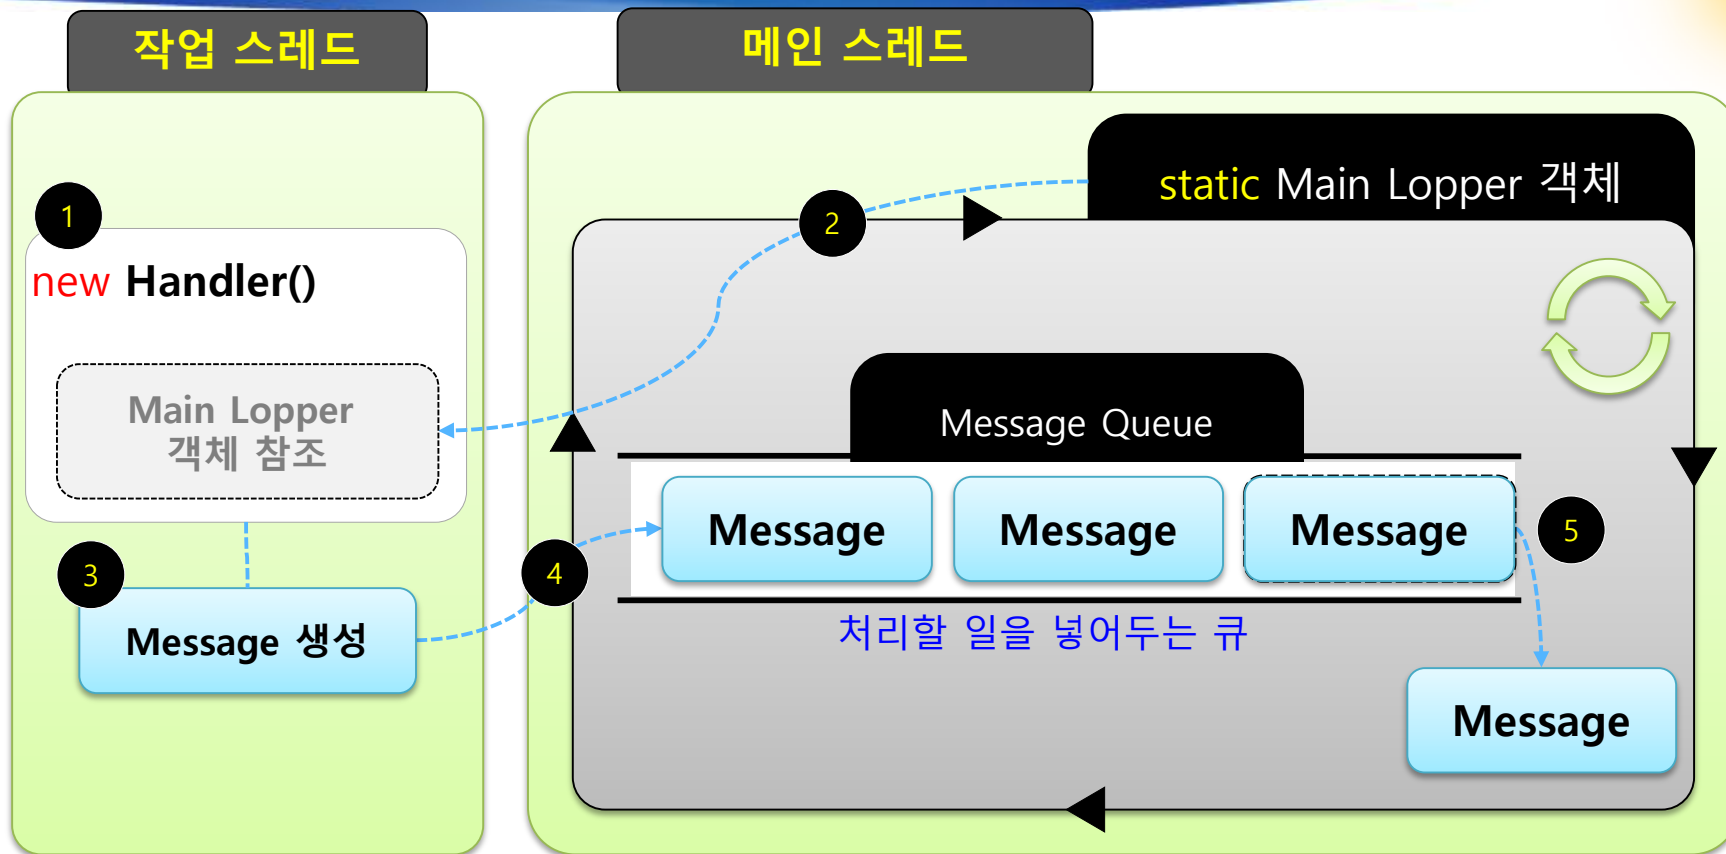 작업 스레드
메인 스레드
static Main Lopper 객체
1
2
new Handler()
Main Lopper
객체 참조
Message Queue
Message
Message
Message
5
4
3
Message 생성
처리할 일을 넣어두는 큐
Message